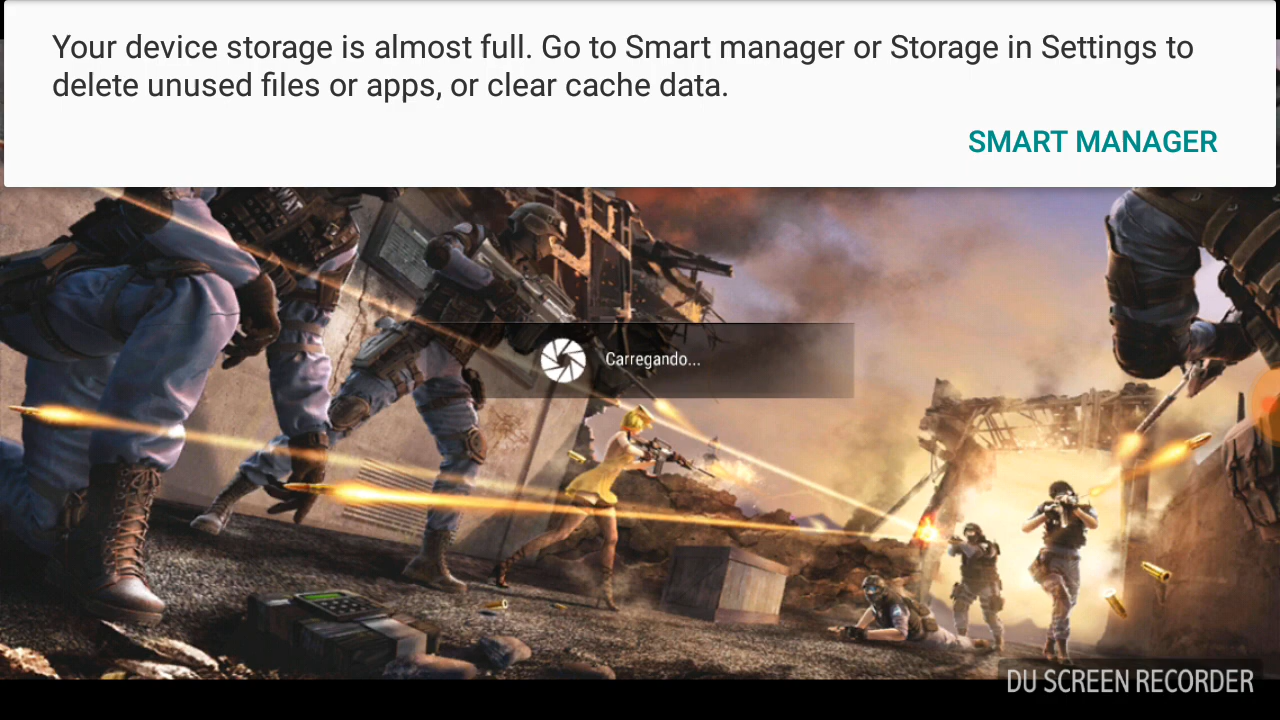 Your device storage is almost full. Go to Smart manager or Storage in Settings to
delete unused files or apps, or clear cache data.
SMART MANAGER
Carregando...
DU SCREEN RECORDER